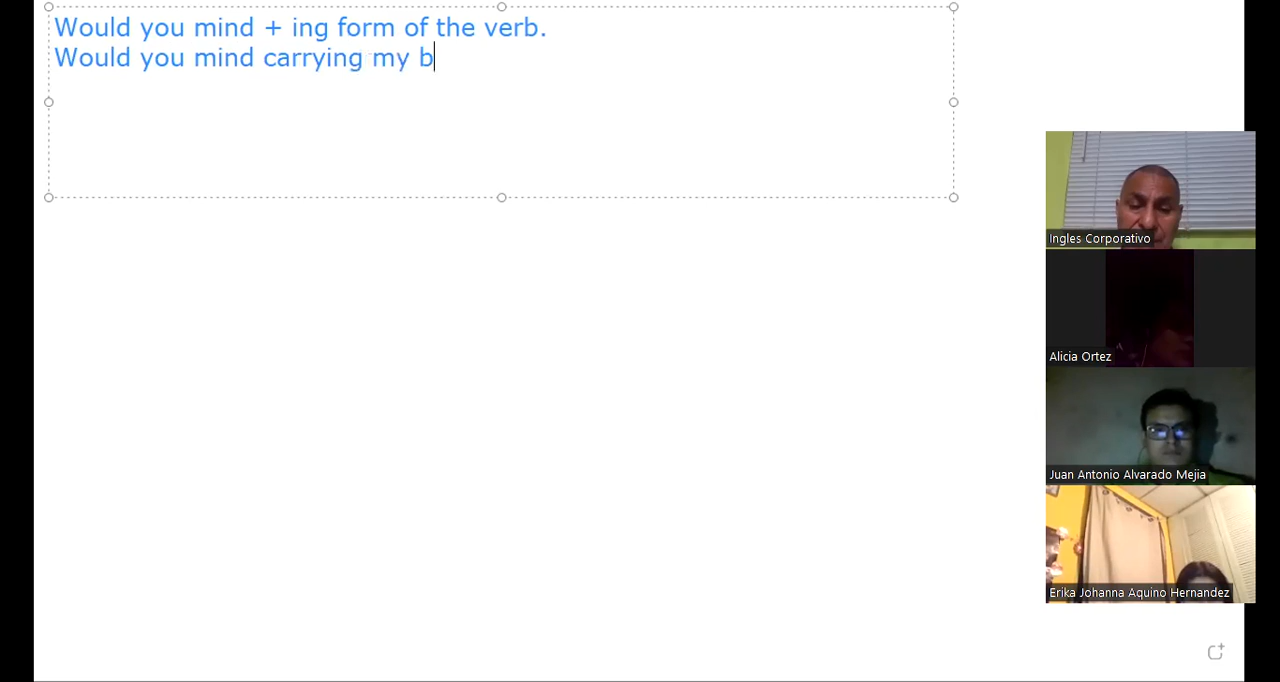 Would you mind + ing form of the verb.
Would you mind carrying my b
Ingles Corporativo
Alicia Ortez
Juan Antonio Alvarado Mejia
Erika Johanna Aquino Hernandez